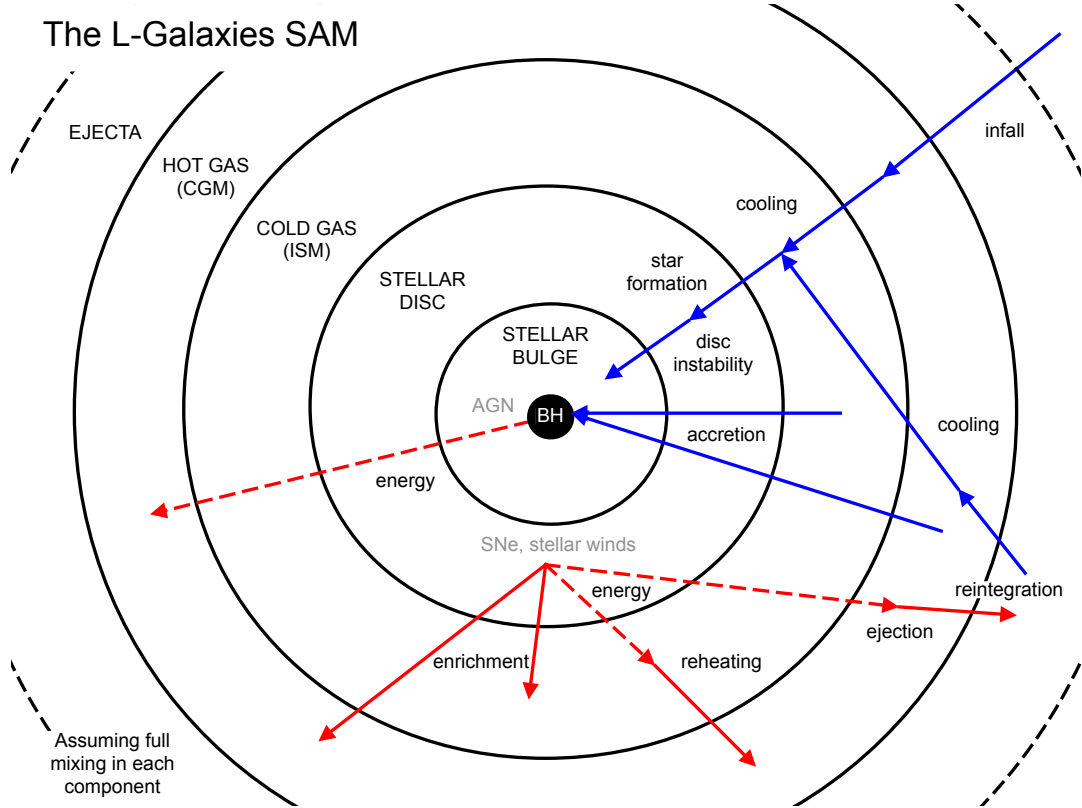 The L-Galaxies SAM
EJECTA
HOT GAS
(CGM)
COLD GAS
(ISM)
STELLAR
DISC
STELLAR
BULGE
AGN
BH
infall
cooling
star
formation
disc
instability
accretion
cooling
energy
SNe, stellar winds
energy
reintegration
ejection
enrichment
reheating
Assuming full
mixing in each
component